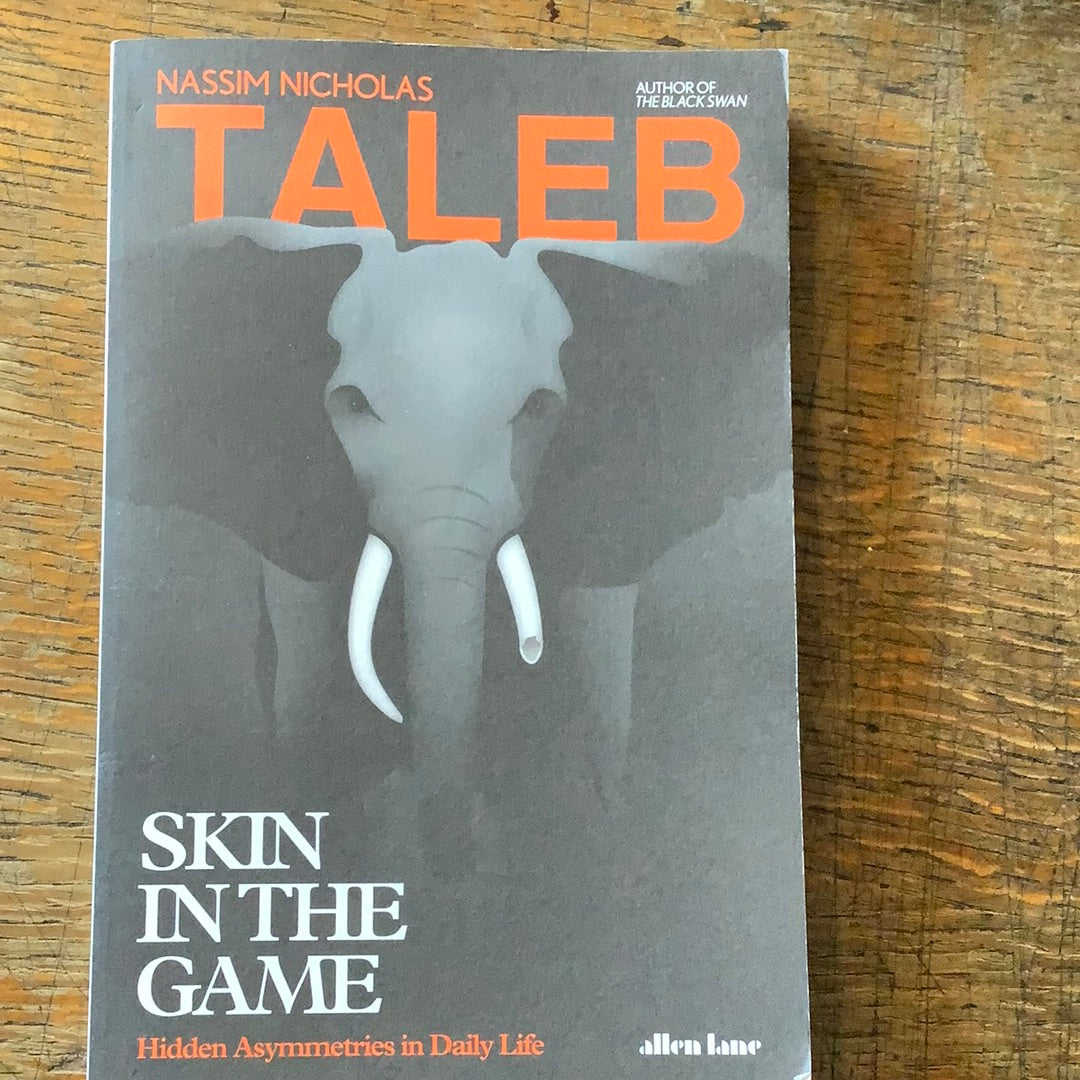 NASSIM NICHOLAS
TALEB
AUTHOR OF
THE BLACK SWAN
SKIN
IN THE
GAME
Hidden Asymmetries in Daily Life
allen lane